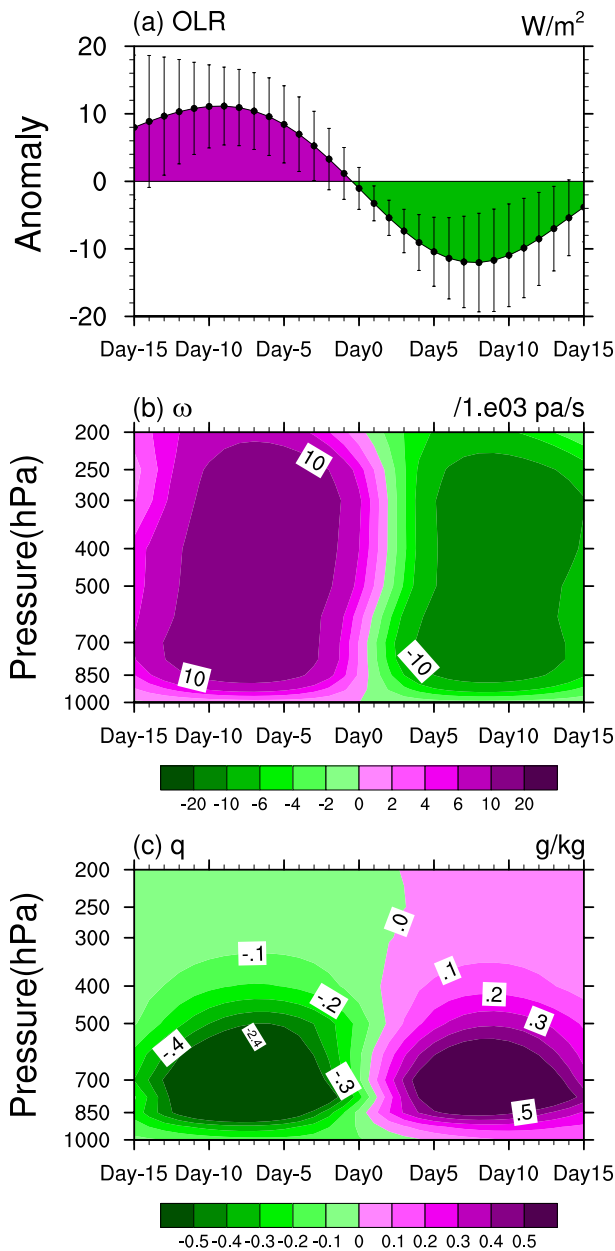 (a) OLR W/m²
20
10
0
-10
-20
Anomaly
Day-15 Day-10 Day-5 Day0 Day5 Day10 Day15
(b) ω /1.e03 pa/s
200
250
300
400
500
700
850
1000
Pressure(hPa)
10
10
-10
Day-15 Day-10 Day-5 Day0 Day5 Day10 Day15
-20 -10 -6 -4 -2 0 2 4 6 10 20
(c) q g/kg
200
250
300
400
500
700
850
1000
Pressure(hPa)
.0
-.1 .1
-.2 .2
.3
-.4 -2.4
-.3
.5
Day-15 Day-10 Day-5 Day0 Day5 Day10 Day15
-0.5 -0.4 -0.3 -0.2 -0.1 0 0.1 0.2 0.3 0.4 0.5